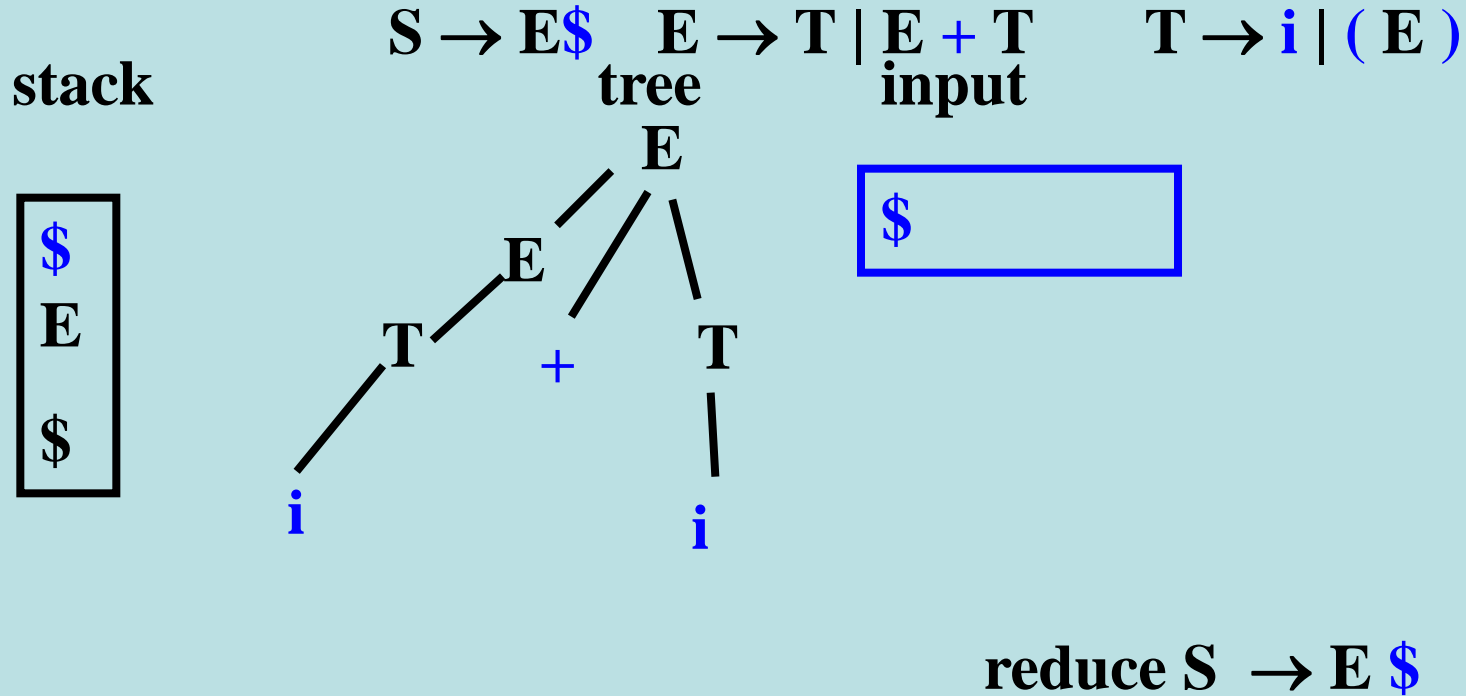 S → E$ E → T | E + T T → i | ( E )
stack tree input
E
$
$
E
E
T
+
T
$
i
i
reduce S → E $